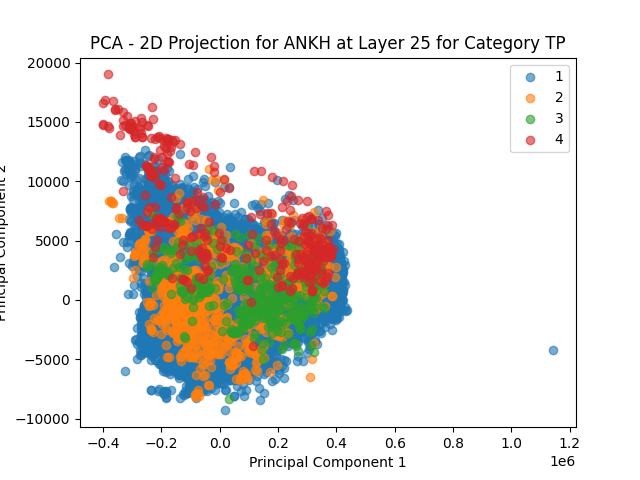 PCA - 2D Projection for ANKH at Layer 25 for Category TP
20000
15000
10000
5000
0
−5000
−10000
Principal Component 2
−0.4 −0.2 0.0 0.2 0.4 0.6 0.8 1.0 1.2
1e6
Principal Component 1
1
2
3
4